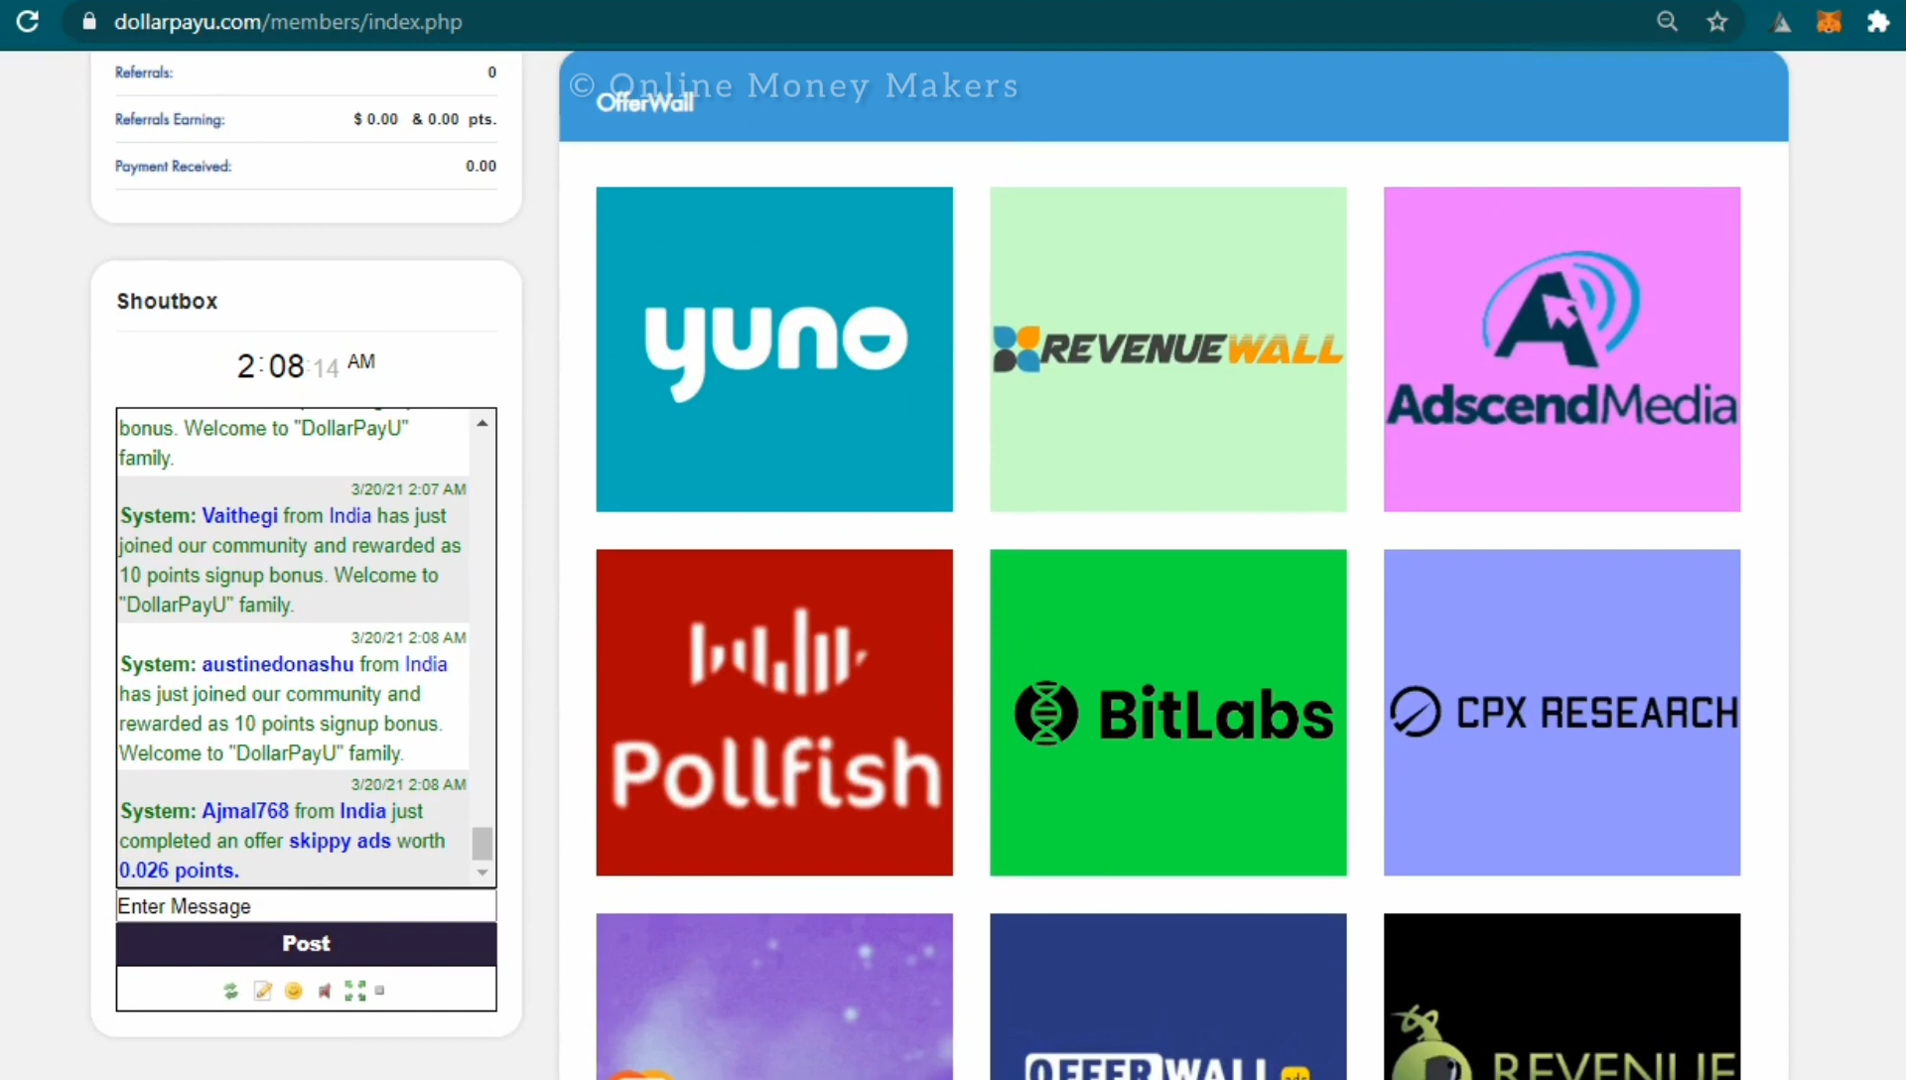 dollarpayu.com/members/index.php
Referrals: 0
Referrals Earning: $ 0.00 & 0.00 pts.
Payment Received: 0.00
Shoutbox
2:08:14 AM
bonus. Welcome to "DollarPayU"
family.
3/20/21 2:07 AM
System: Vaithegi from India has just
joined our community and rewarded as
10 points signup bonus. Welcome to
"DollarPayU" family.
3/20/21 2:08 AM
System: austinedonashu from India
has just joined our community and
rewarded as 10 points signup bonus.
Welcome to "DollarPayU" family.
3/20/21 2:08 AM
System: Ajmal768 from India just
completed an offer skippy ads worth
0.026 points.
Enter Message
Post
© Online Money Makers
OfferWall
yuno
REVENUEWALL
AdscendMedia
Pollfish
BitLabs
CPX RESEARCH
OFFERWALL
ads
REVENUE